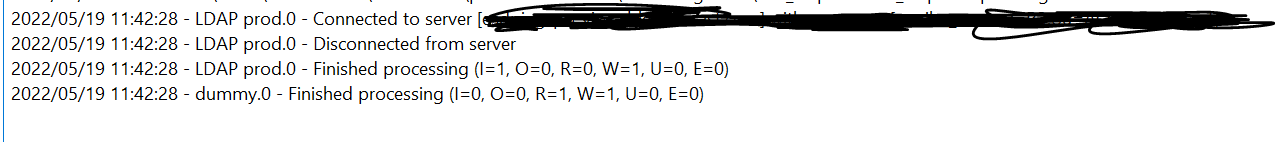 2022/05/19 11:42:28 - LDAP prod.0 - Connected to server [
2022/05/19 11:42:28 - LDAP prod.0 - Disconnected from server
2022/05/19 11:42:28 - LDAP prod.0 - Finished processing (I=1, O=0, R=0, W=1, U=0, E=0)
2022/05/19 11:42:28 - dummy.0 - Finished processing (I=0, O=0, R=1, W=1, U=0, E=0)